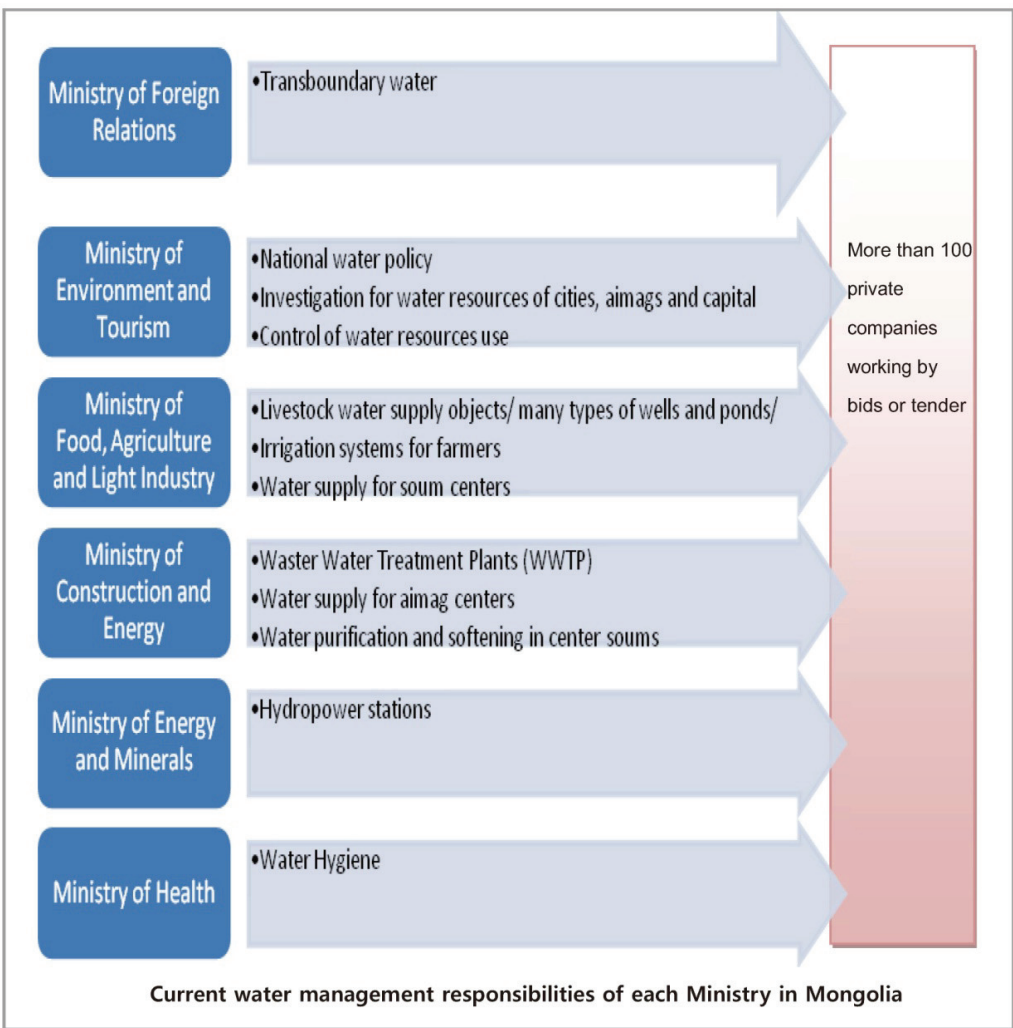 Ministry of Foreign
Relations
•Transboundary water
Ministry of
Environment and
Tourism
•National water policy
•Investigation for water resources of cities, aimags and capital
•Control of water resources use
Ministry of
Food, Agriculture
and Light Industry
•Livestock water supply objects/ many types of wells and ponds/
•Irrigation systems for farmers
•Water supply for soum centers
Ministry of
Construction and
Energy
•Waster Water Treatment Plants (WWTP)
•Water supply for aimag centers
•Water purification and softening in center soums
Ministry of Energy
and Minerals
•Hydropower stations
Ministry of Health
•Water Hygiene
More than 100
private
companies
working by
bids or tender
Current water management responsibilities of each Ministry in Mongolia